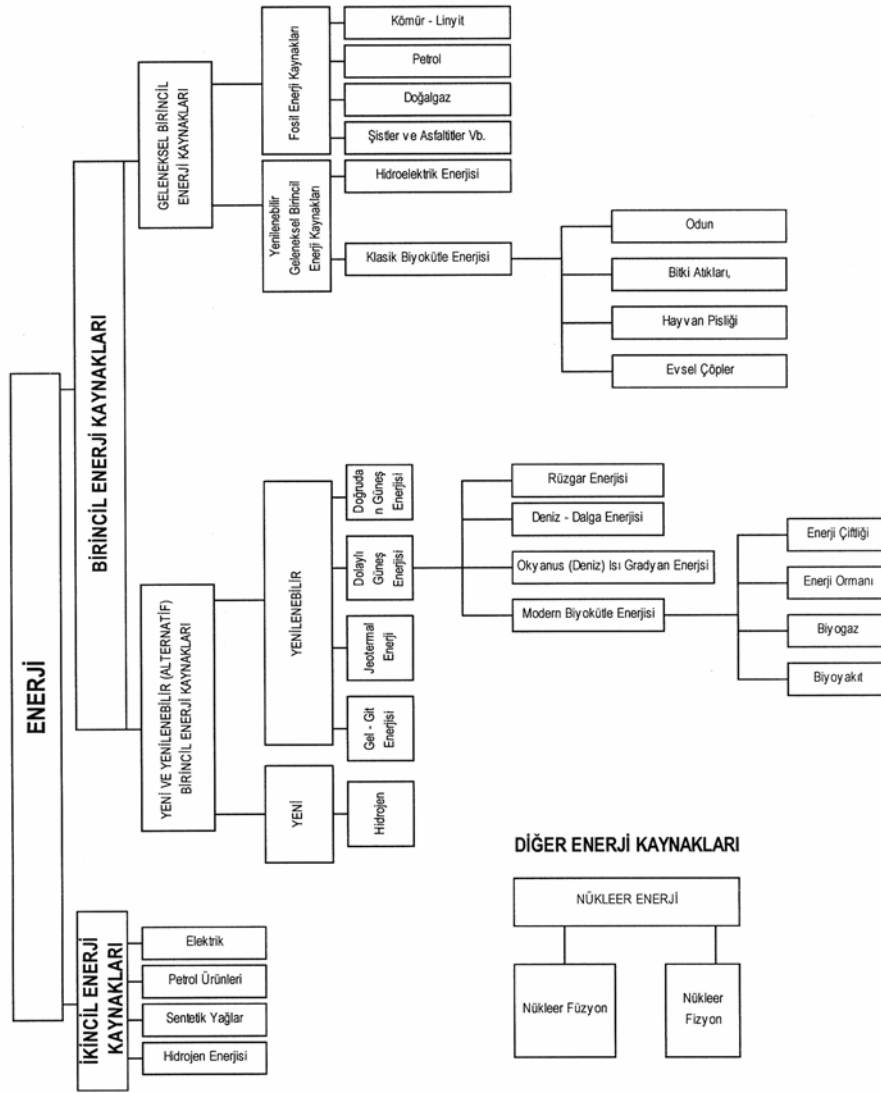 ENERJİ
BİRİNCİL ENERJİ KAYNAKLARI
GELENEKSEL BİRİNCİL
ENERJİ KAYNAKLARI
Fosil Enerji Kaynakları
Kömür - Linyit
Petrol
Doğalgaz
Şistler ve Asfaltitler Vb.
Yenilenebilir
Geleneksel Birincil
Enerji Kaynakları
Hidroelektrik Enerjisi
Klasik Biyokütle Enerjisi
Odun
Bitki Atıkları,
Hayvan Pisliği
Evsel Çöpler
YENİ VE YENİLENEBİLİR (ALTERNATİF)
BİRİNCİL ENERJİ KAYNAKLARI
YENİLENEBİLİR
Doğruda
n Güneş
Enerjisi
Dolaylı
Güneş
Enerjisi
Rüzgar Enerjisi
Deniz - Dalga Enerjisi
Okyanus (Deniz) Isı Gradyan Enerjsi
Modern Biyokütle Enerjisi
Enerji Çiftliği
Enerji Ormanı
Biyogaz
Biyoyakıt
Jeotermal
Enerji
Gel - Git
Enerjisi
YENİ
Hidrojen
İKİNCİL ENERJİ
KAYNAKLARI
Elektrik
Petrol Ürünleri
Sentetik Yağlar
Hidrojen Enerjisi
DİĞER ENERJİ KAYNAKLARI
NÜKLEER ENERJİ
Nükleer Füzyon
Nükleer
Fizyon